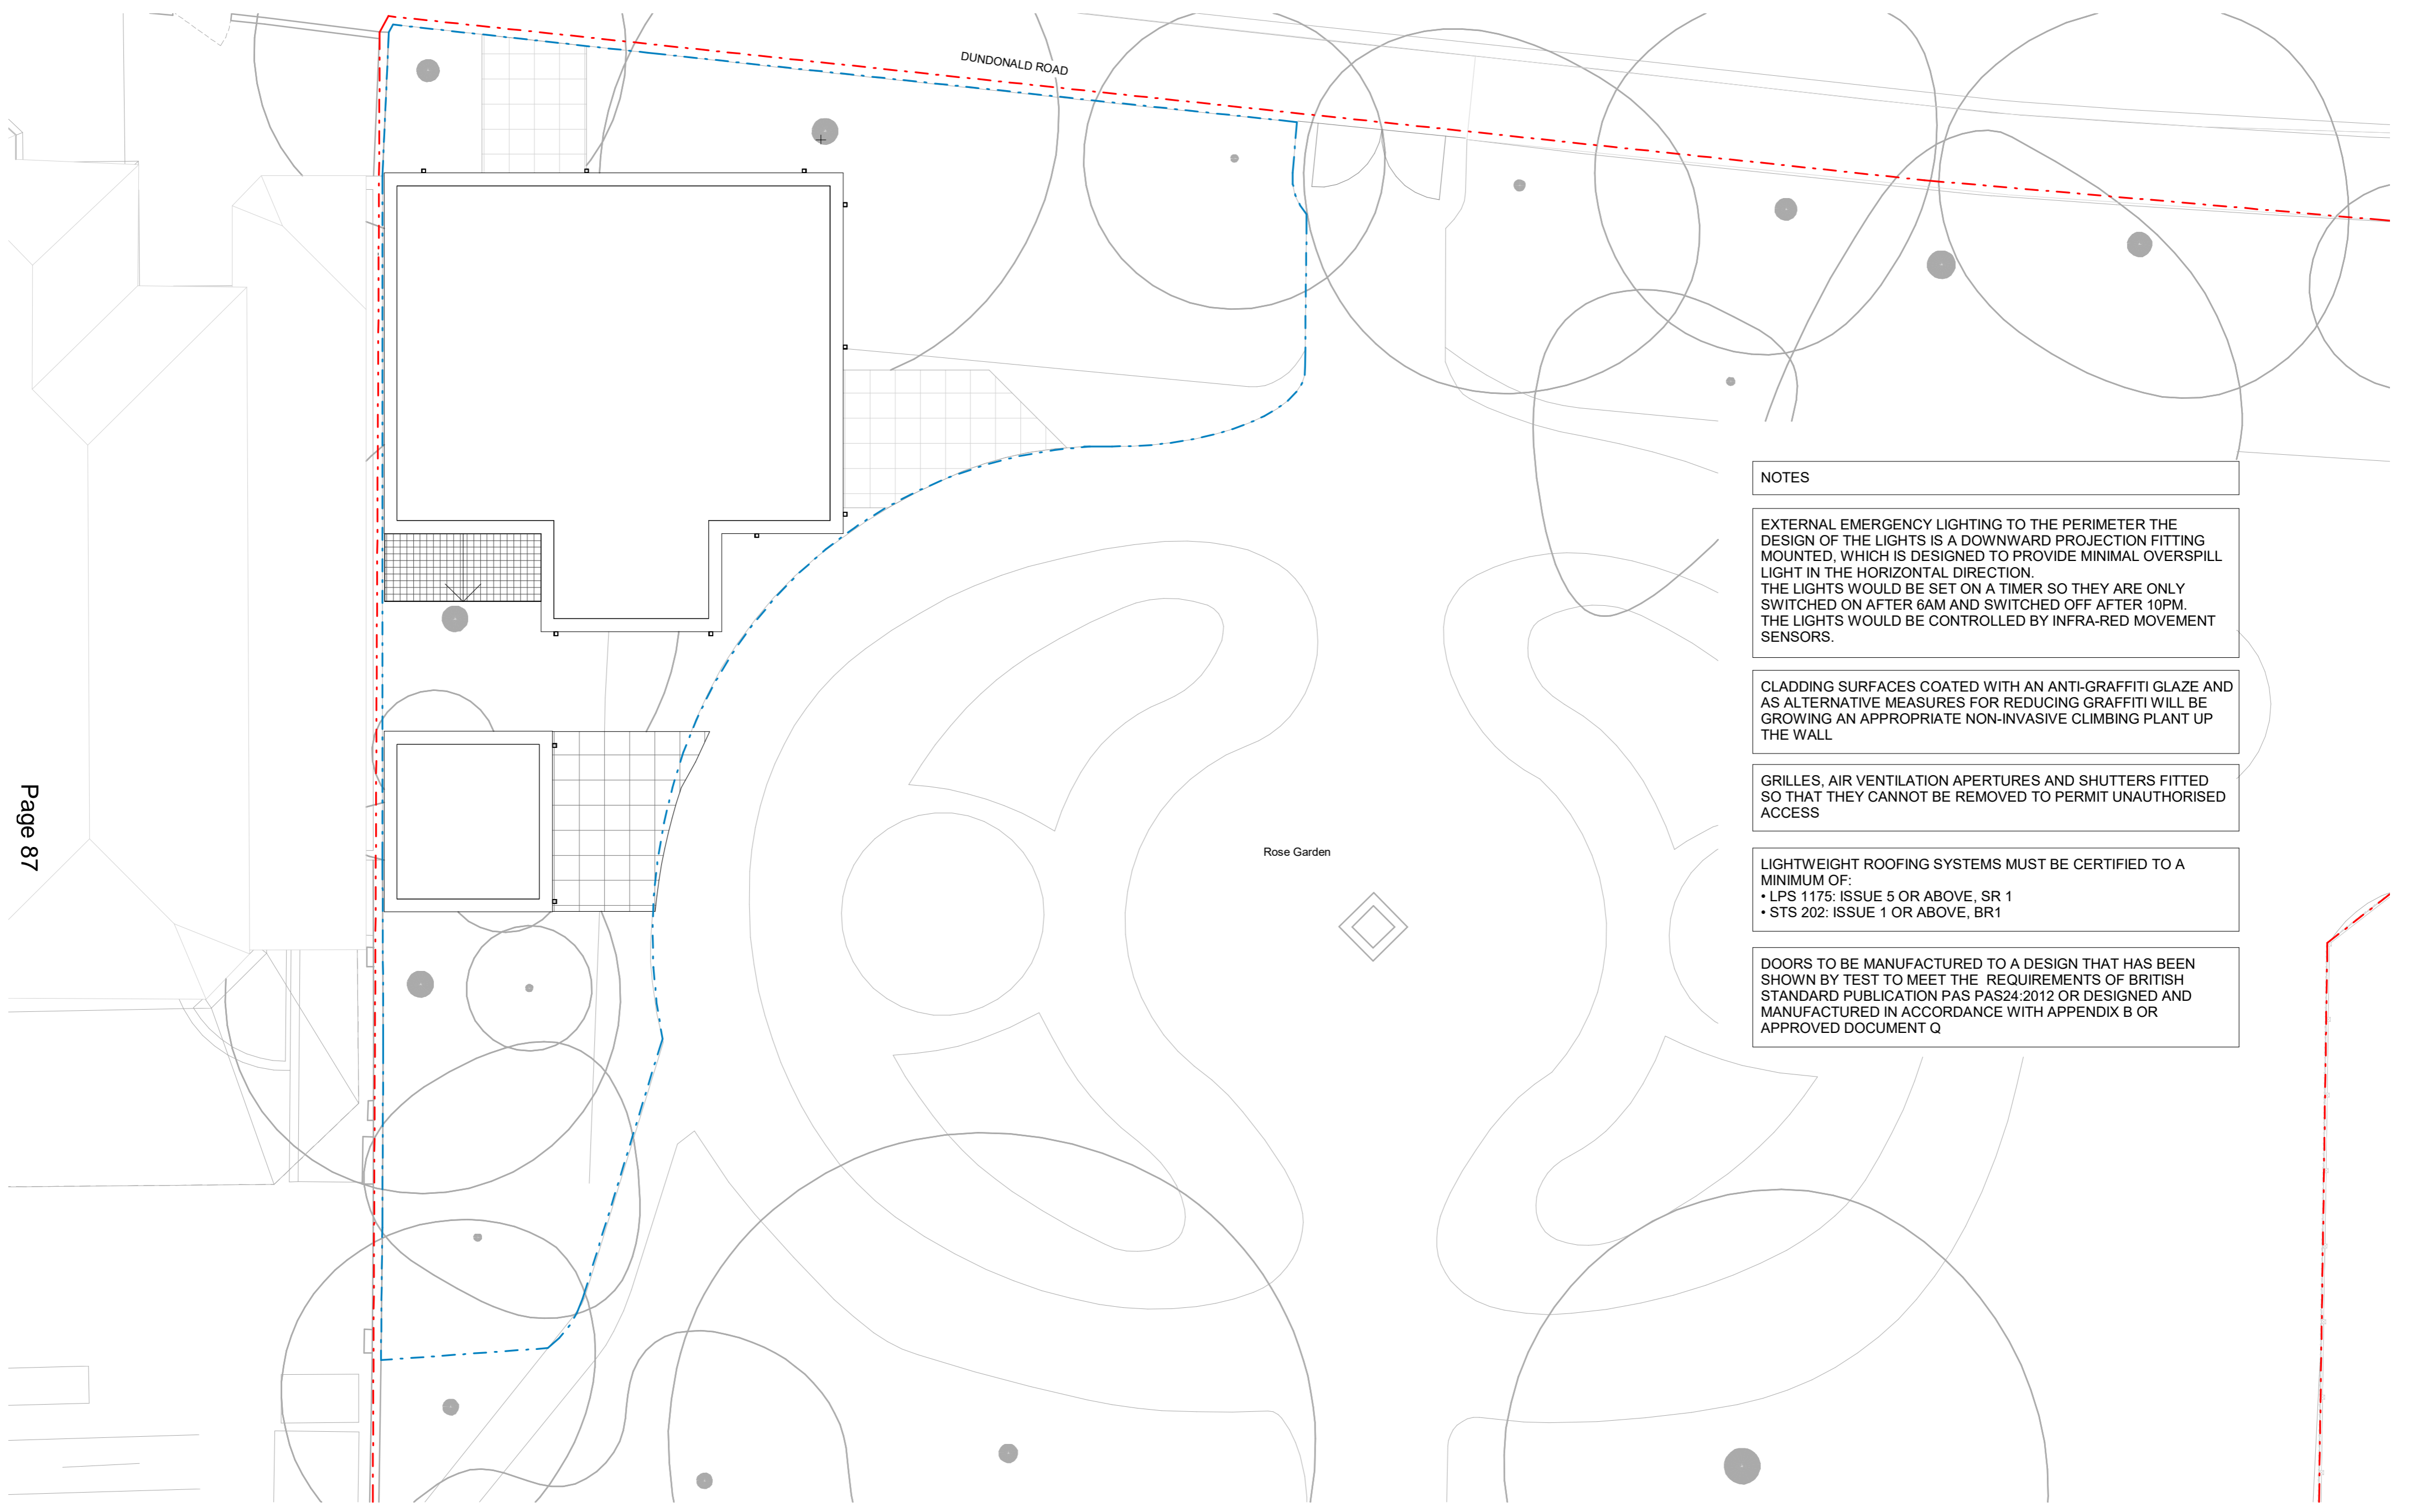 DUNDONALD ROAD
NOTES
EXTERNAL EMERGENCY LIGHTING TO THE PERIMETER THE
DESIGN OF THE LIGHTS IS A DOWNWARD PROJECTION FITTING
MOUNTED, WHICH IS DESIGNED TO PROVIDE MINIMAL OVERSPILL
LIGHT IN THE HORIZONTAL DIRECTION.
THE LIGHTS WOULD BE SET ON A TIMER SO THEY ARE ONLY
SWITCHED ON AFTER 6AM AND SWITCHED OFF AFTER 10PM.
THE LIGHTS WOULD BE CONTROLLED BY INFRA-RED MOVEMENT
SENSORS.
CLADDING SURFACES COATED WITH AN ANTI-GRAFFITI GLAZE AND
AS ALTERNATIVE MEASURES FOR REDUCING GRAFFITI WILL BE
GROWING AN APPROPRIATE NON-INVASIVE CLIMBING PLANT UP
THE WALL
GRILLES, AIR VENTILATION APERTURES AND SHUTTERS FITTED
SO THAT THEY CANNOT BE REMOVED TO PERMIT UNAUTHORISED
ACCESS
LIGHTWEIGHT ROOFING SYSTEMS MUST BE CERTIFIED TO A
MINIMUM OF:
• LPS 1175: ISSUE 5 OR ABOVE, SR 1
• STS 202: ISSUE 1 OR ABOVE, BR1
DOORS TO BE MANUFACTURED TO A DESIGN THAT HAS BEEN
SHOWN BY TEST TO MEET THE  REQUIREMENTS OF BRITISH
STANDARD PUBLICATION PAS PAS24:2012 OR DESIGNED AND
MANUFACTURED IN ACCORDANCE WITH APPENDIX B OR
APPROVED DOCUMENT Q
Rose Garden
Page 87